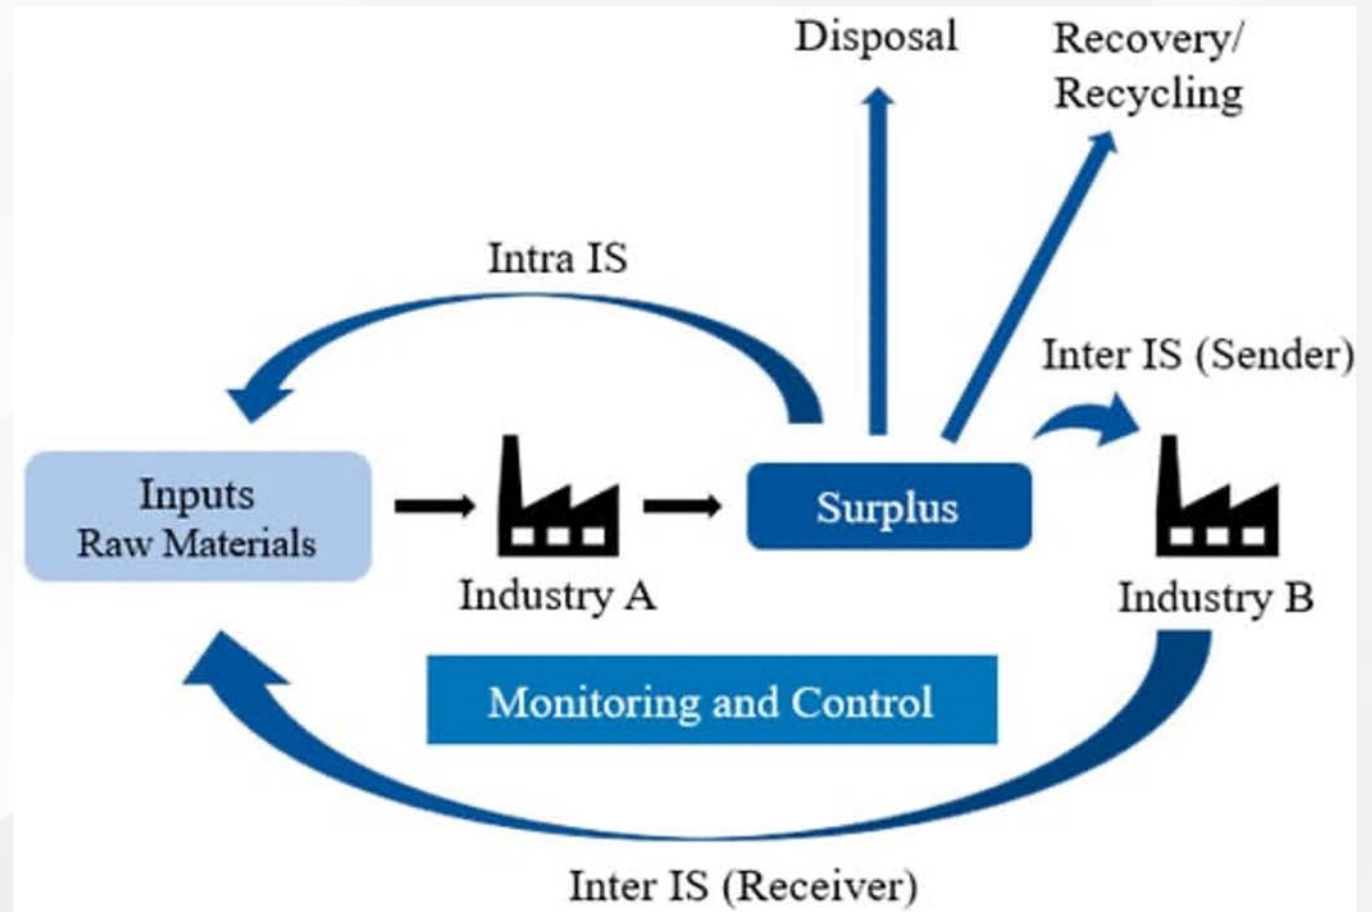 Disposal
Recovery/
Recycling
Intra IS
Inter IS (Sender)
Inputs
Raw Materials
Surplus
Industry A
Industry B
Monitoring and Control
Inter IS (Receiver)